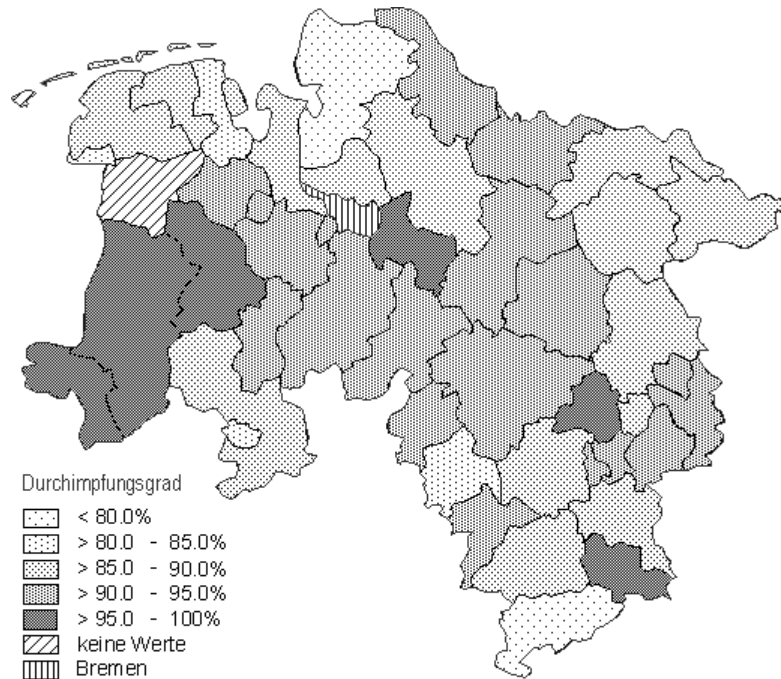 Durchimpfungsgrad
< 80.0%
> 80.0 - 85.0%
> 85.0 - 90.0%
> 90.0 - 95.0%
> 95.0 - 100%
keine Werte
Bremen